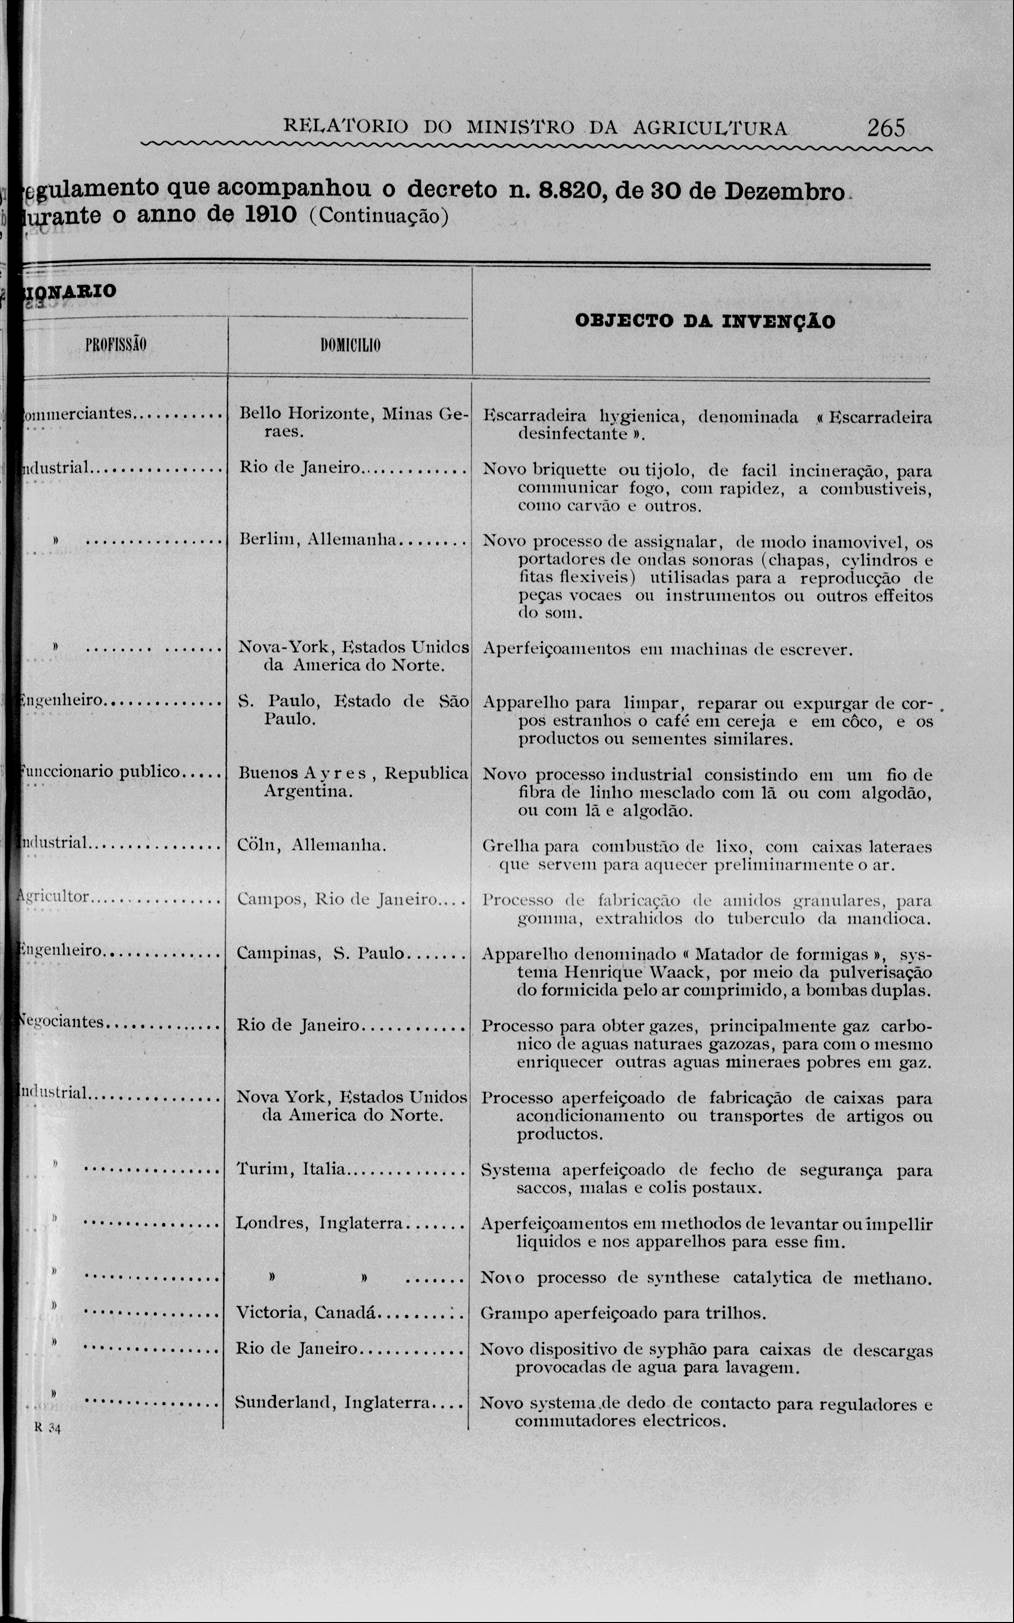 RELATORIO DO MINISTRO DA AGRICULTURA 265
egulamento que acompanhou o decreto n. 8.820, de 30 de Dezembro
durante o anno de 1910 (Continuação)
IONARIO
OBJECTO DA INVENÇÃO
PROFISSÃO DOMICILIO
ommerciantes........... Bello Horizonte, Minas Ge- Escarradeira hygienica, denominada « Escarradeira
raes. desinfectante ».
ndustrial................ Rio de Janeiro............. Novo briquette ou tijolo, de facil incineração, para
communicar fogo, com rapidez, a combustiveis,
como carvão e outros.
» ................ Berlim, Allemanha........ Novo processo de assignalar, de modo inamovivel, os
portadores de ondas sonoras (chapas, cylindros e
fitas flexiveis) utilisadas para a reproducção de
peças vocaes ou instrumentos ou outros effeitos
do som.
» ........ ....... Nova-York, Estados Unidos Aperfeiçoamentos em machinas de escrever.
da America do Norte.
Engenheiro.............. S. Paulo, Estado de São Apparelho para limpar, reparar ou expurgar de cor-
Paulo. pos estranhos o café em cereja e em côco, e os
productos ou sementes similares.
Funccionario publico..... Buenos Ayres, Republica Novo processo industrial consistindo em um fio de
Argentina. fibra de linho mesclado com lã ou com algodão,
ou com lã e algodão.
Industrial................ Cöln, Allemanha. Grelha para combustão de lixo, com caixas lateraes
que servem para aquecer preliminarmente o ar.
Agricultor................ Campos, Rio de Janeiro.... Processo de fabricação de amidos granulares, para
gomma, extrahidos do tuberculo da mandioca.
Engenheiro.............. Campinas, S. Paulo....... Apparelho denominado « Matador de formigas », sys-
tema Henrique Waack, por meio da pulverisação
do formicida pelo ar comprimido, a bombas duplas.
Negociantes.............. Rio de Janeiro............ Processo para obter gazes, principalmente gaz carbo-
nico de aguas naturaes gazozas, para com o mesmo
enriquecer outras aguas mineraes pobres em gaz.
Industrial................ Nova York, Estados Unidos Processo aperfeiçoado de fabricação de caixas para
da America do Norte. acondicionamento ou transportes de artigos ou
productos.
» ................ Turim, Italia.............. Systema aperfeiçoado de fecho de segurança para
saccos, malas e colis postaux.
» ................ Londres, Inglaterra....... Aperfeiçoamentos em methodos de levantar ou impellir
liquidos e nos apparelhos para esse fim.
» ................ » » ....... Novo processo de synthese catalytica de methano.
» ................ Victoria, Canadá.......... Grampo aperfeiçoado para trilhos.
» ................ Rio de Janeiro............ Novo dispositivo de syphão para caixas de descargas
provocadas de agua para lavagem.
» ................ Sunderland, Inglaterra.... Novo systema de dedo de contacto para reguladores e
commutadores electricos.
R 34